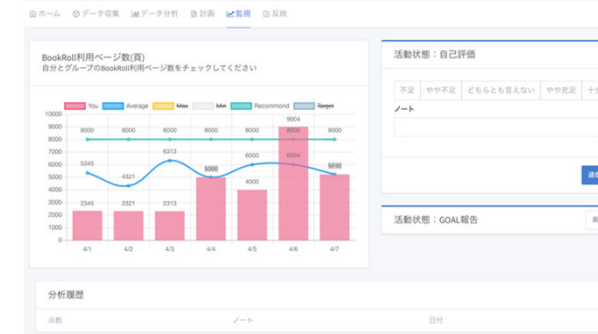 ホーム データ収集 データ分析 計画 監視 反映
BookRoll利用ページ数(頁)
自分とグループのBookRoll利用ページ数をチェックしてください
You Average Max Min Recommond Target
10000
9000
8000
7000
6000
5000
4000
3000
2000
1000
0
8000 8000 8000 8000 8000 8000 8000
9004
5345 4321 6213 5000 6000 6004
2345 2321 2313 4000
4/1 4/2 4/3 4/4 4/5 4/6 4/7
活動状態：自己評価
不足 やや不足 どちらとも言えない やや充足
ノート
活動状態：GOAL報告
分析履歴
点数 ノート 日付